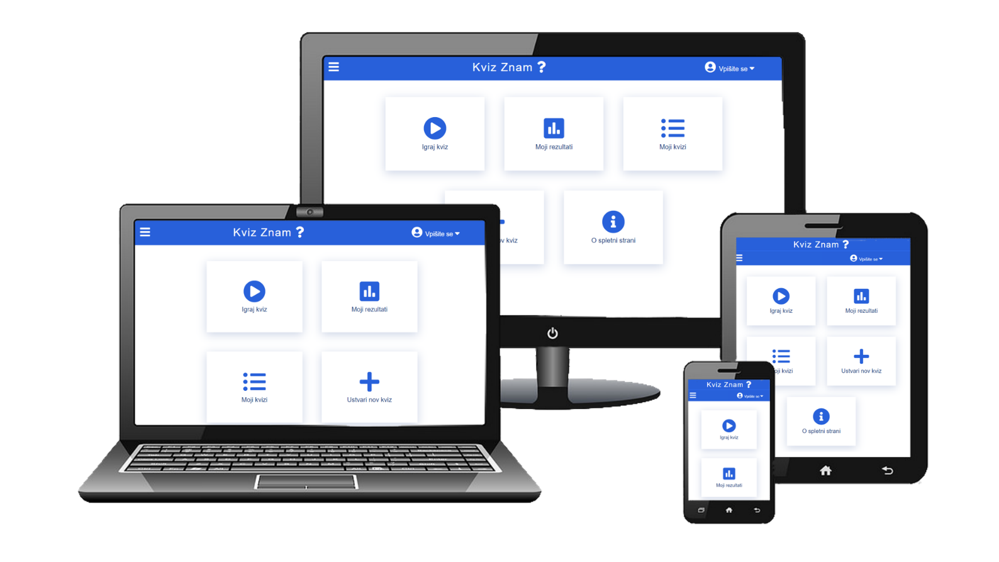 Kviz Znam ?
Vpišite se
Igraj kviz
Moji rezultati
Moji kvizi
kviz
O spletni strani
Kviz Znam ?
Vpišite se
Igraj kviz
Moji rezultati
Moji kvizi
Ustvari nov kviz
Kviz Znam ?
Vpišite se
Igraj kviz
Moji rezultati
kvizi
Ustvari nov kviz
O spletni strani
Kviz Znam ?
Vpišite se
Igraj kviz
Moji rezultati